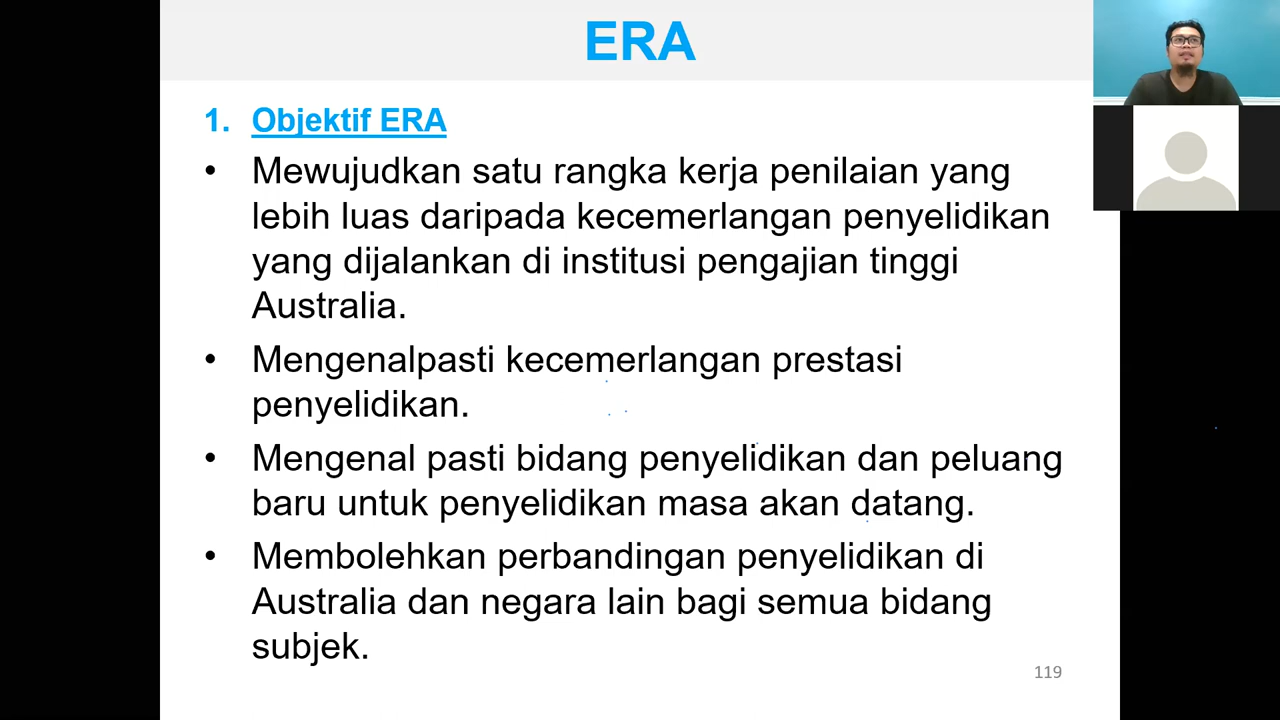 ERA
1. Objektif ERA
• Mewujudkan satu rangka kerja penilaian yang
lebih luas daripada kecemerlangan penyelidikan
yang dijalankan di institusi pengajian tinggi
Australia.
• Mengenalpasti kecemerlangan prestasi
penyelidikan.
• Mengenal pasti bidang penyelidikan dan peluang
baru untuk penyelidikan masa akan datang.
• Membolehkan perbandingan penyelidikan di
Australia dan negara lain bagi semua bidang
subjek.
119